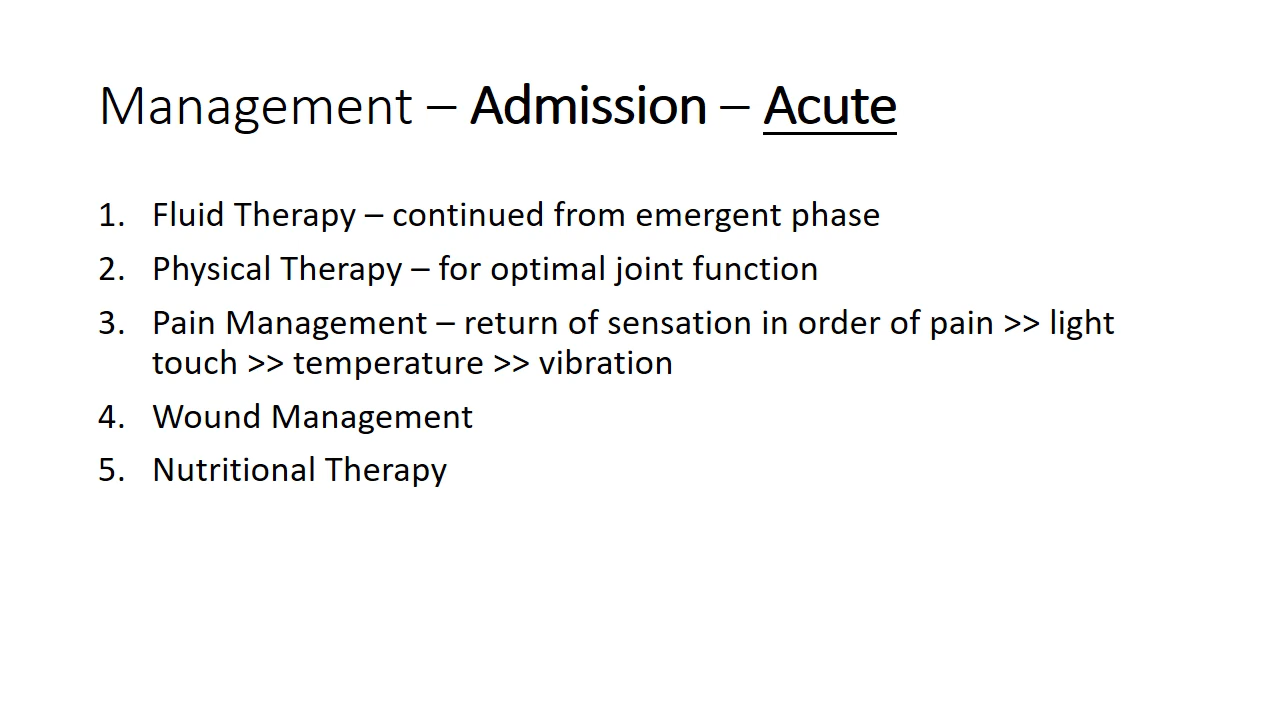 Management – Admission – Acute
1. Fluid Therapy – continued from emergent phase
2. Physical Therapy – for optimal joint function
3. Pain Management – return of sensation in order of pain >> light
touch >> temperature >> vibration
4. Wound Management
5. Nutritional Therapy